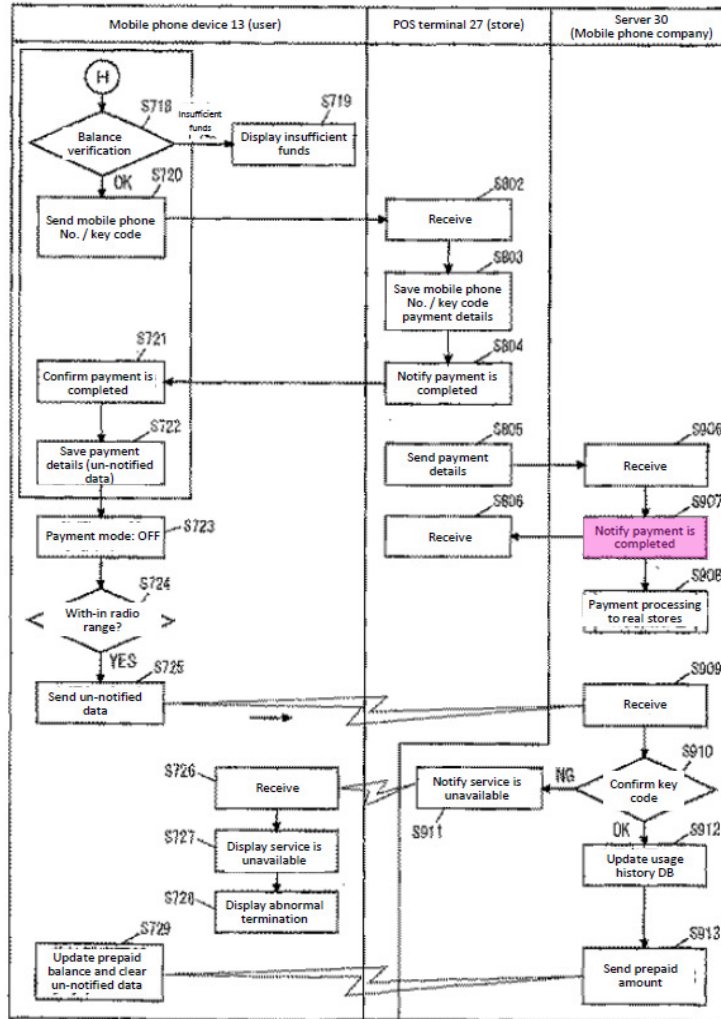 Mobile phone device 13 (user)
POS terminal 27 (store)
Server 30
(Mobile phone company)
H
S718
Balance
verification
Insufficient
funds
S719
Display insufficient
funds
OK
S720
Send mobile phone
No. / key code
S802
Receive
S803
Save mobile phone
No. / key code
payment details
S804
Notify payment is
completed
S721
Confirm payment is
completed
S722
Save payment
details (un-notified
data)
S805
Send payment
details
S906
Receive
S907
Notify payment is
completed
S806
Receive
S723
Payment mode: OFF
S908
Payment processing
to real stores
S724
With-in radio
range?
YES
S725
Send un-notified
data
S909
Receive
S910
Confirm key
code
NG
Notify service is
unavailable
S911
S726
Receive
S727
Display service is
unavailable
S728
Display abnormal
termination
OK
S912
Update usage
history DB
S913
Send prepaid
amount
S729
Update prepaid
balance and clear
un-notified data